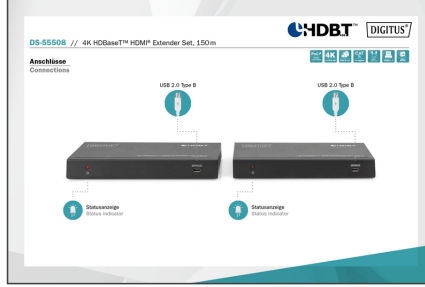 HDBT
DIGITUS®
DS-55508 // 4K HDBaseT™ HDMI® Extender Set, 150 m
4K
CAT
Anschlüsse
Connections
USB 2.0 Type B
USB 2.0 Type B
Statusanzeige
Status indicator
Statusanzeige
Status indicator